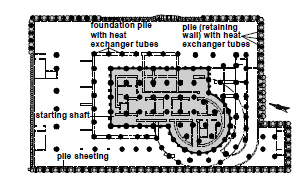 foundation pile
with heat
exchanger tubes
pile (retaining
wall) with heat
exchanger tubes
starting shaft
pile sheeting